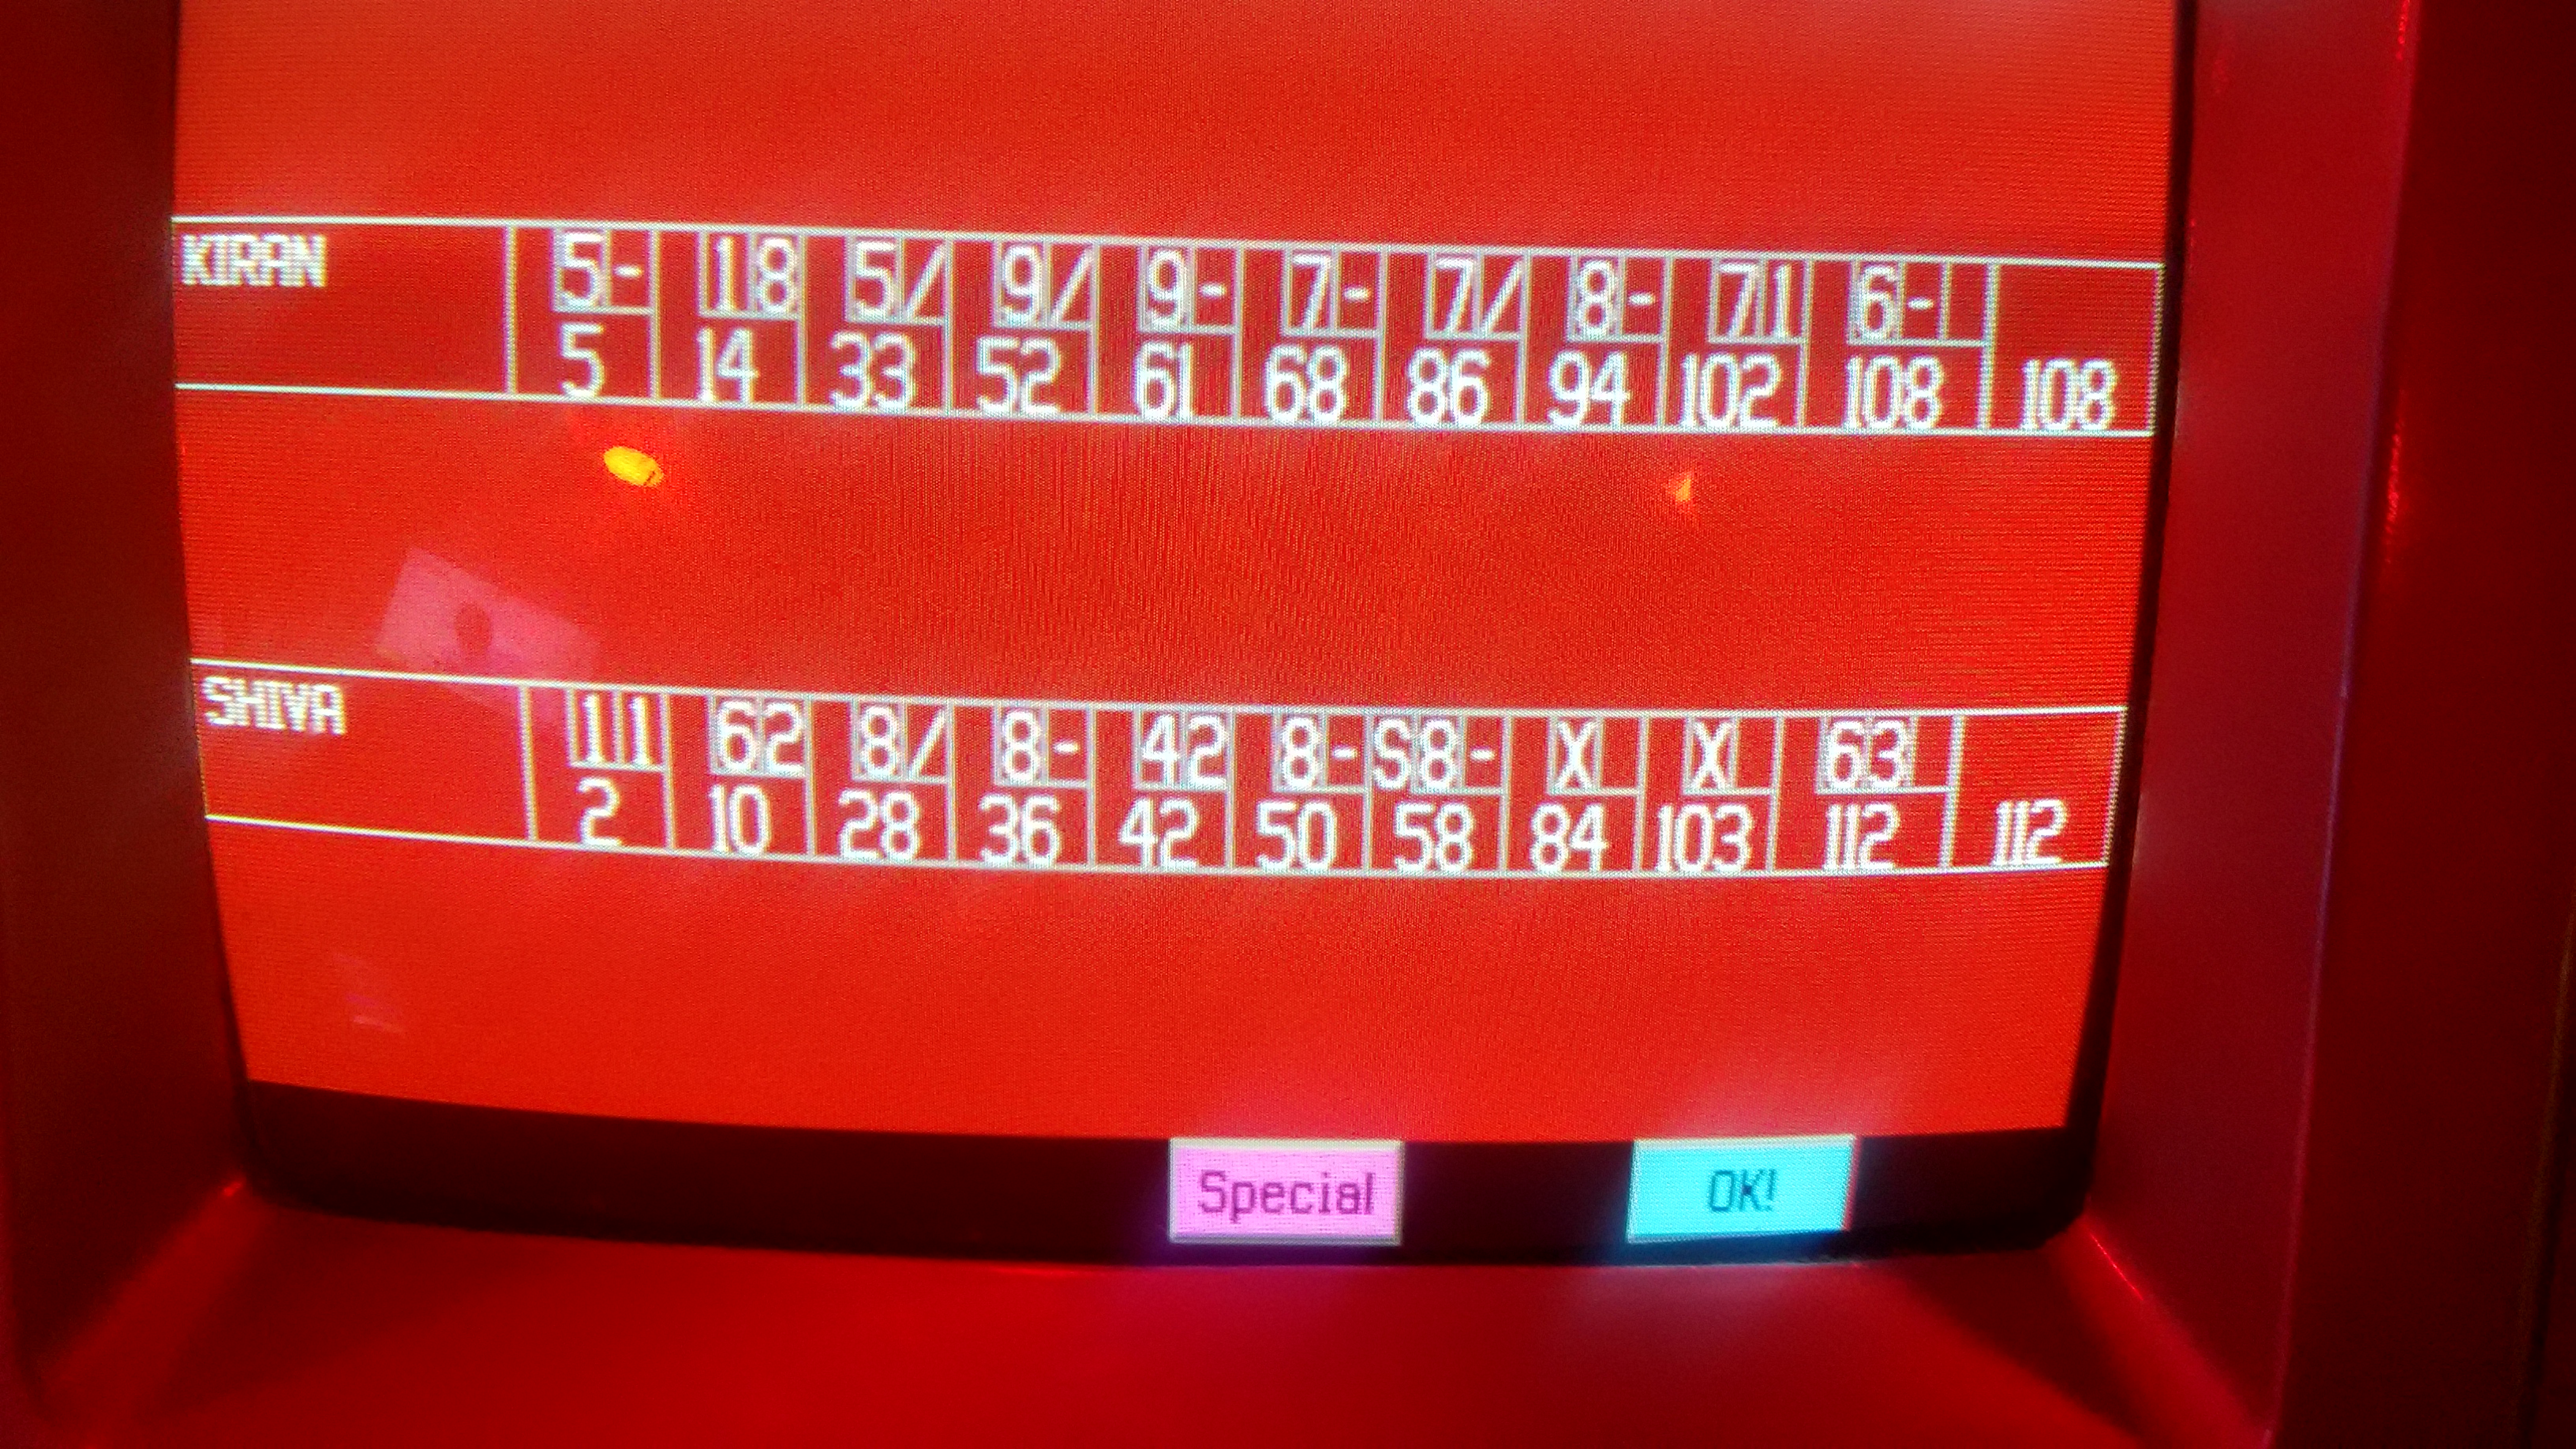 KIRAN 5- 18 5/ 9/ 9- 7- 7/ 8- 71 6-
5 14 33 52 61 68 86 94 102 108 108
SHIVA 11 62 8/ 8- 42 8- S8- X X 63
2 10 28 36 42 50 58 84 103 112 112
Special OK!